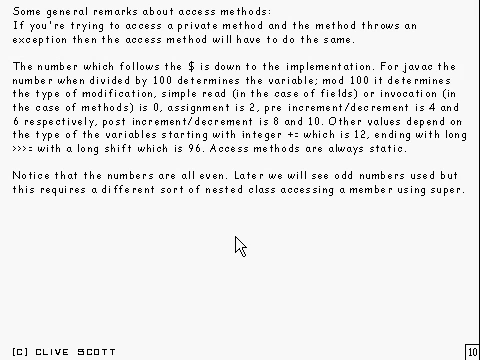 Some general remarks about access methods:
If you're trying to access a private method and the method throws an
exception then the access method will have to do the same.
The number which follows the $ is down to the implementation. For javac the
number when divided by 100 determines the variable; mod 100 it determines
the type of modification, simple read (in the case of fields) or invocation (in
the case of methods) is 0, assignment is 2, pre increment/decrement is 4 and
6 respectively, post increment/decrement is 8 and 10. Other values depend on
the type of the variables starting with integer += which is 12, ending with long
>>>= with a long shift which is 96. Access methods are always static.
Notice that the numbers are all even. Later we will see odd numbers used but
this requires a different sort of nested class accessing a member using super.
(C) CLIVE SCOTT
10